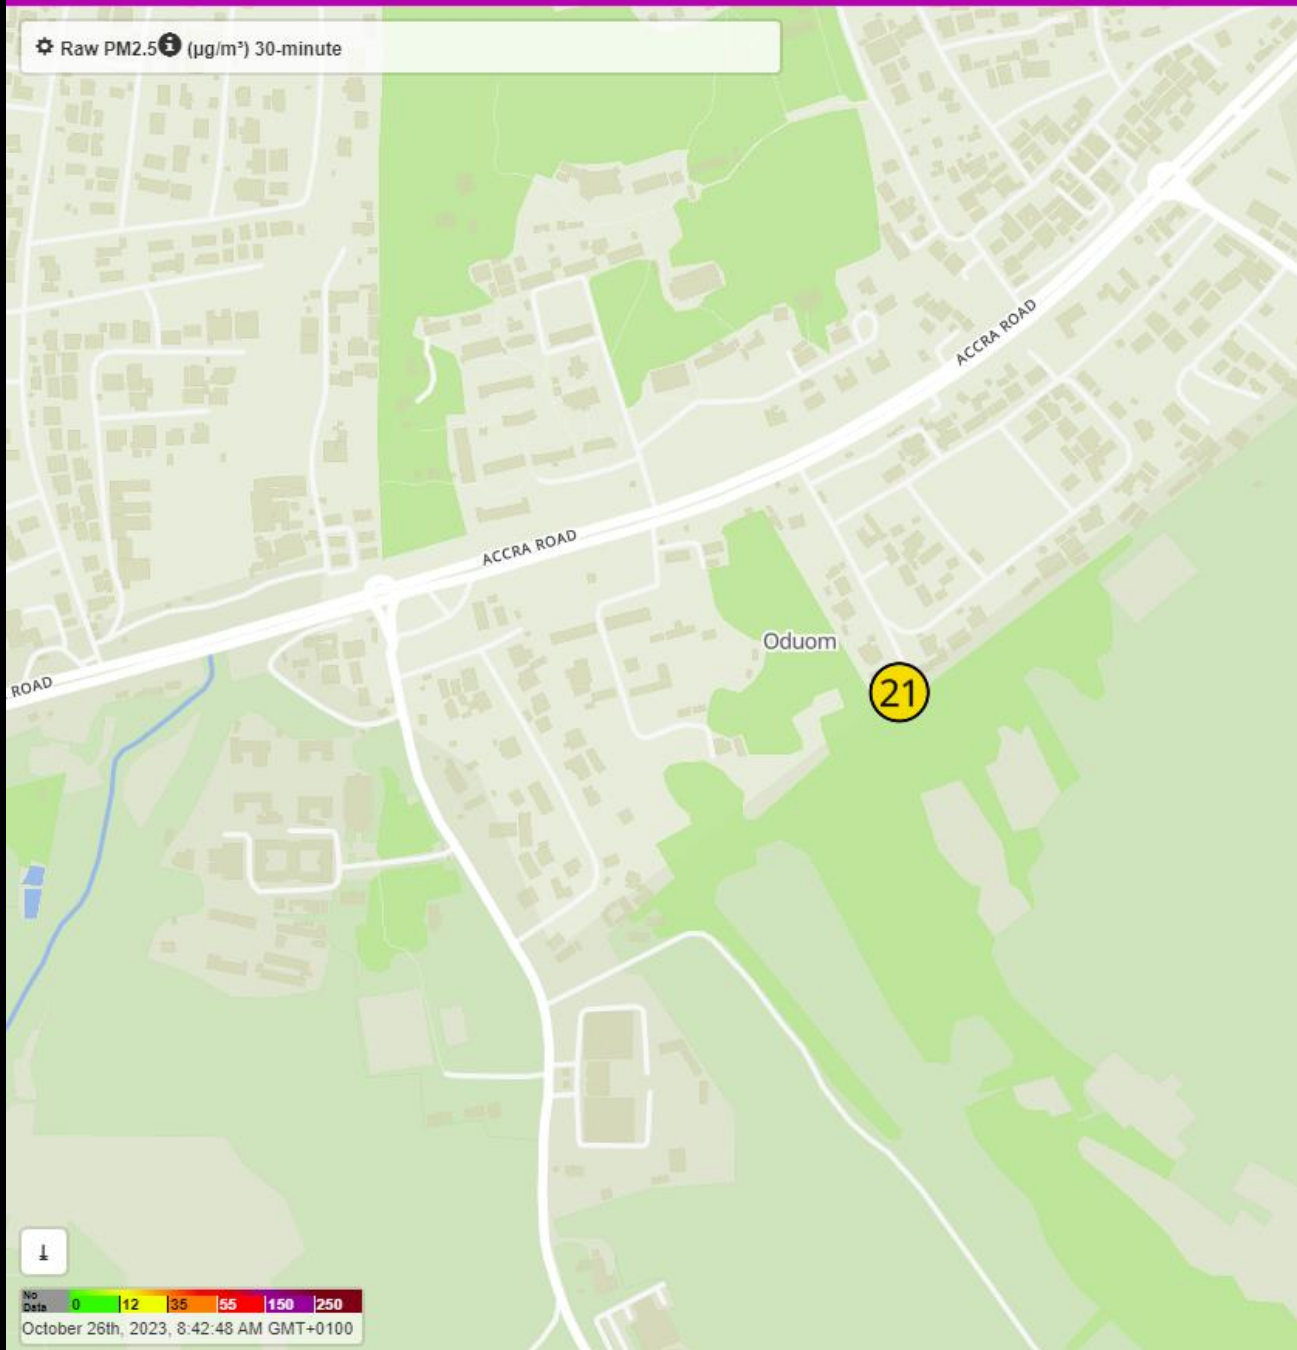 Raw PM2.5 (µg/m³) 30-minute
ACCRA ROAD
ACCRA ROAD
Oduom
ROAD
21
No Data 0 12 35 55 150 250
October 26th, 2023, 8:42:48 AM GMT+0100